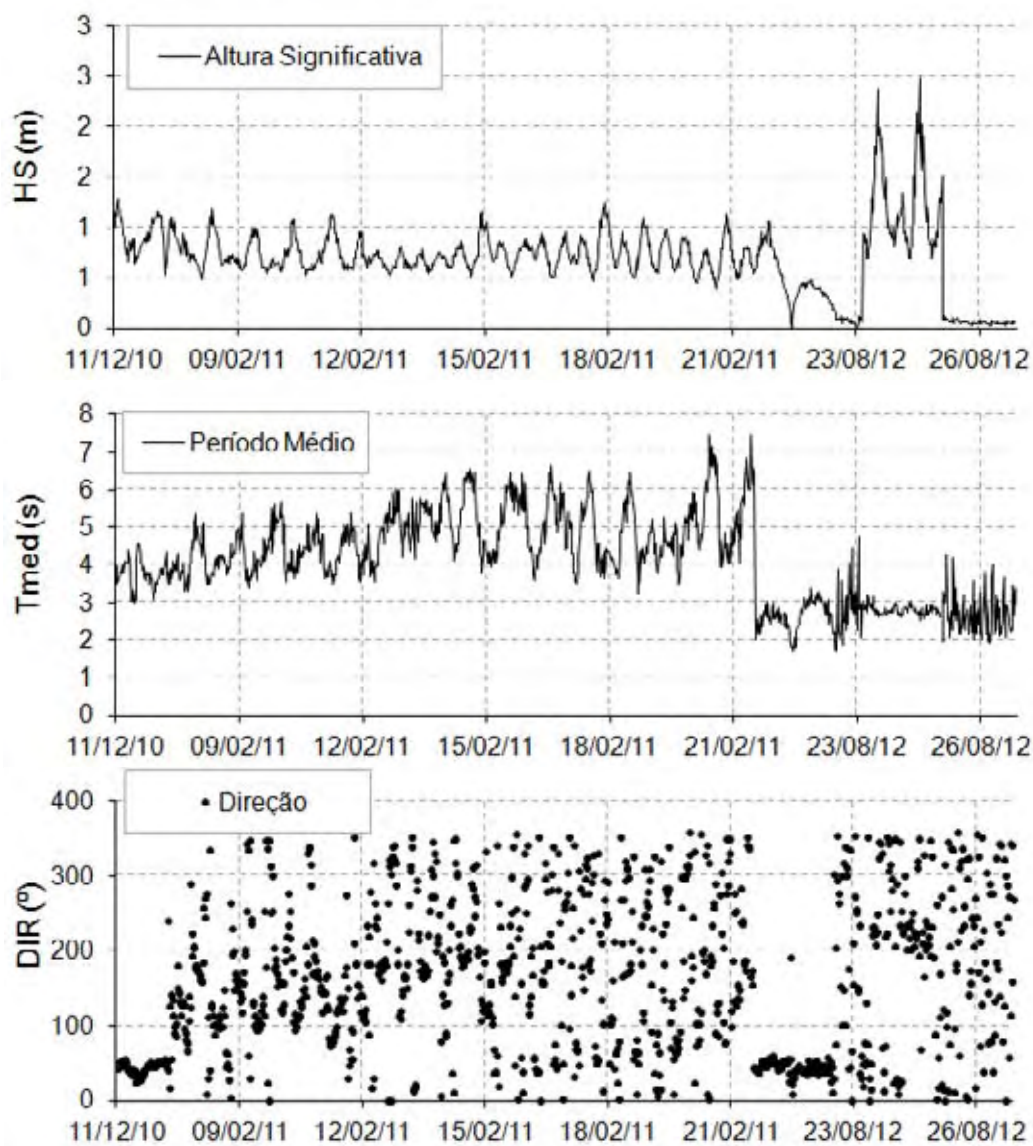 3
Altura Significativa
3
2
2
1
1
0
HS (m)
11/12/10 09/02/11 12/02/11 15/02/11 18/02/11 21/02/11 23/08/12 26/08/12
8
Período Médio
7
6
5
4
3
2
1
0
Tmed (s)
11/12/10 09/02/11 12/02/11 15/02/11 18/02/11 21/02/11 23/08/12 26/08/12
400
Direção
300
200
100
0
DIR (º)
11/12/10 09/02/11 12/02/11 15/02/11 18/02/11 21/02/11 23/08/12 26/08/12